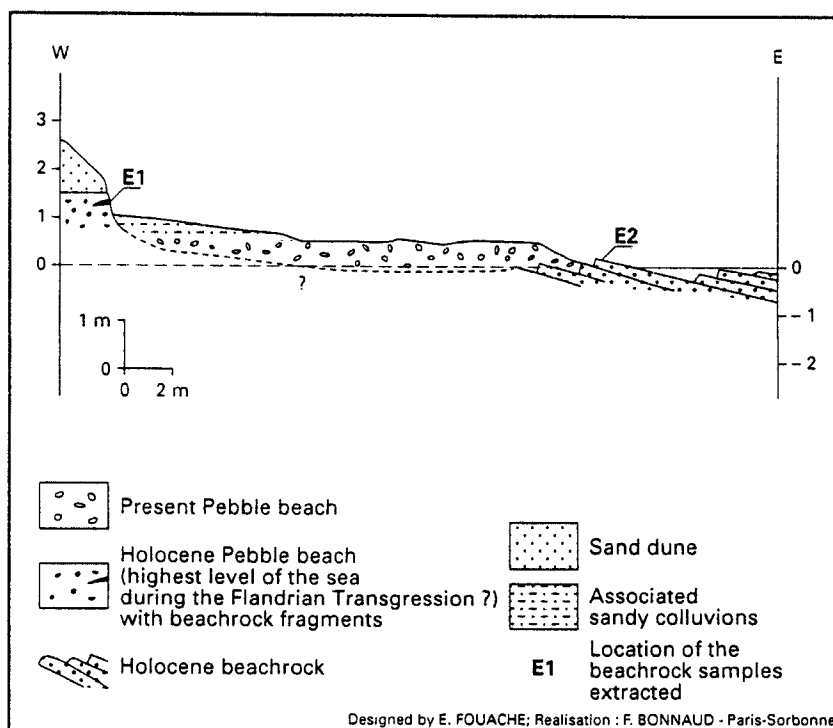 W
E
3
2
1
0
E1
E2
0
-1
-2
?
1 m
0
0 2 m
Present Pebble beach
Holocene Pebble beach
(highest level of the sea
during the Flandrian Transgression ?)
with beachrock fragments
Holocene beachrock
Sand dune
Associated
sandy colluvions
E1
Location of the
beachrock samples
extracted
Designed by E. FOUACHE; Realisation : F. BONNAUD - Paris-Sorbonne